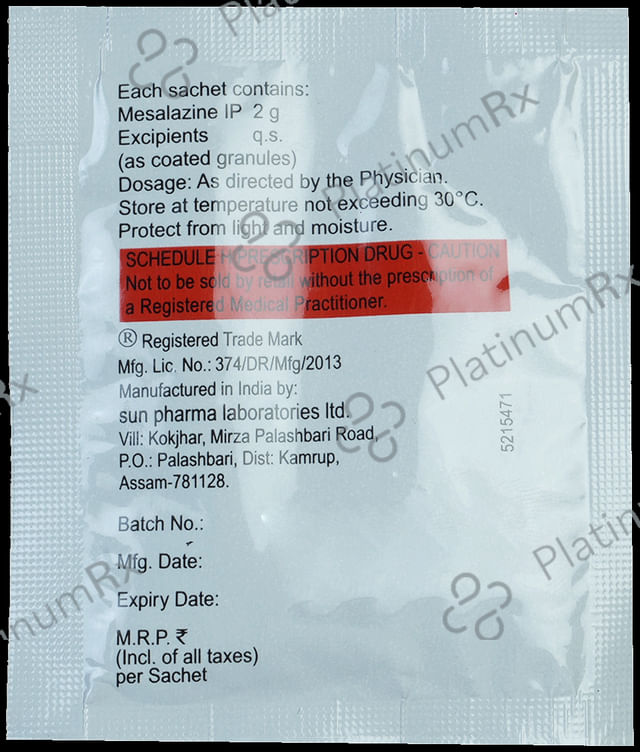 Each sachet contains:
Mesalazine IP 2 g
Excipients q.s.
(as coated granules)
Dosage: As directed by the Physician.
Store at temperature not exceeding 30°C.
Protect from light and moisture.
SCHEDULE H PRESCRIPTION DRUG - CAUTION
Not to be sold by retail without the prescription of
a Registered Medical Practitioner.
® Registered Trade Mark
Mfg. Lic. No.: 374/DR/Mfg/2013
Manufactured in India by:
sun pharma laboratories ltd.
Vill: Kokjhar, Mirza Palashbari Road,
P.O.: Palashbari, Dist: Kamrup,
Assam-781128.
5215471
Batch No.:
Mfg. Date:
Expiry Date:
M.R.P. ₹
(Incl. of all taxes)
per Sachet
PlatinumRx
PlatinumRx
PlatinumRx
PlatinumRx
PlatinumRx